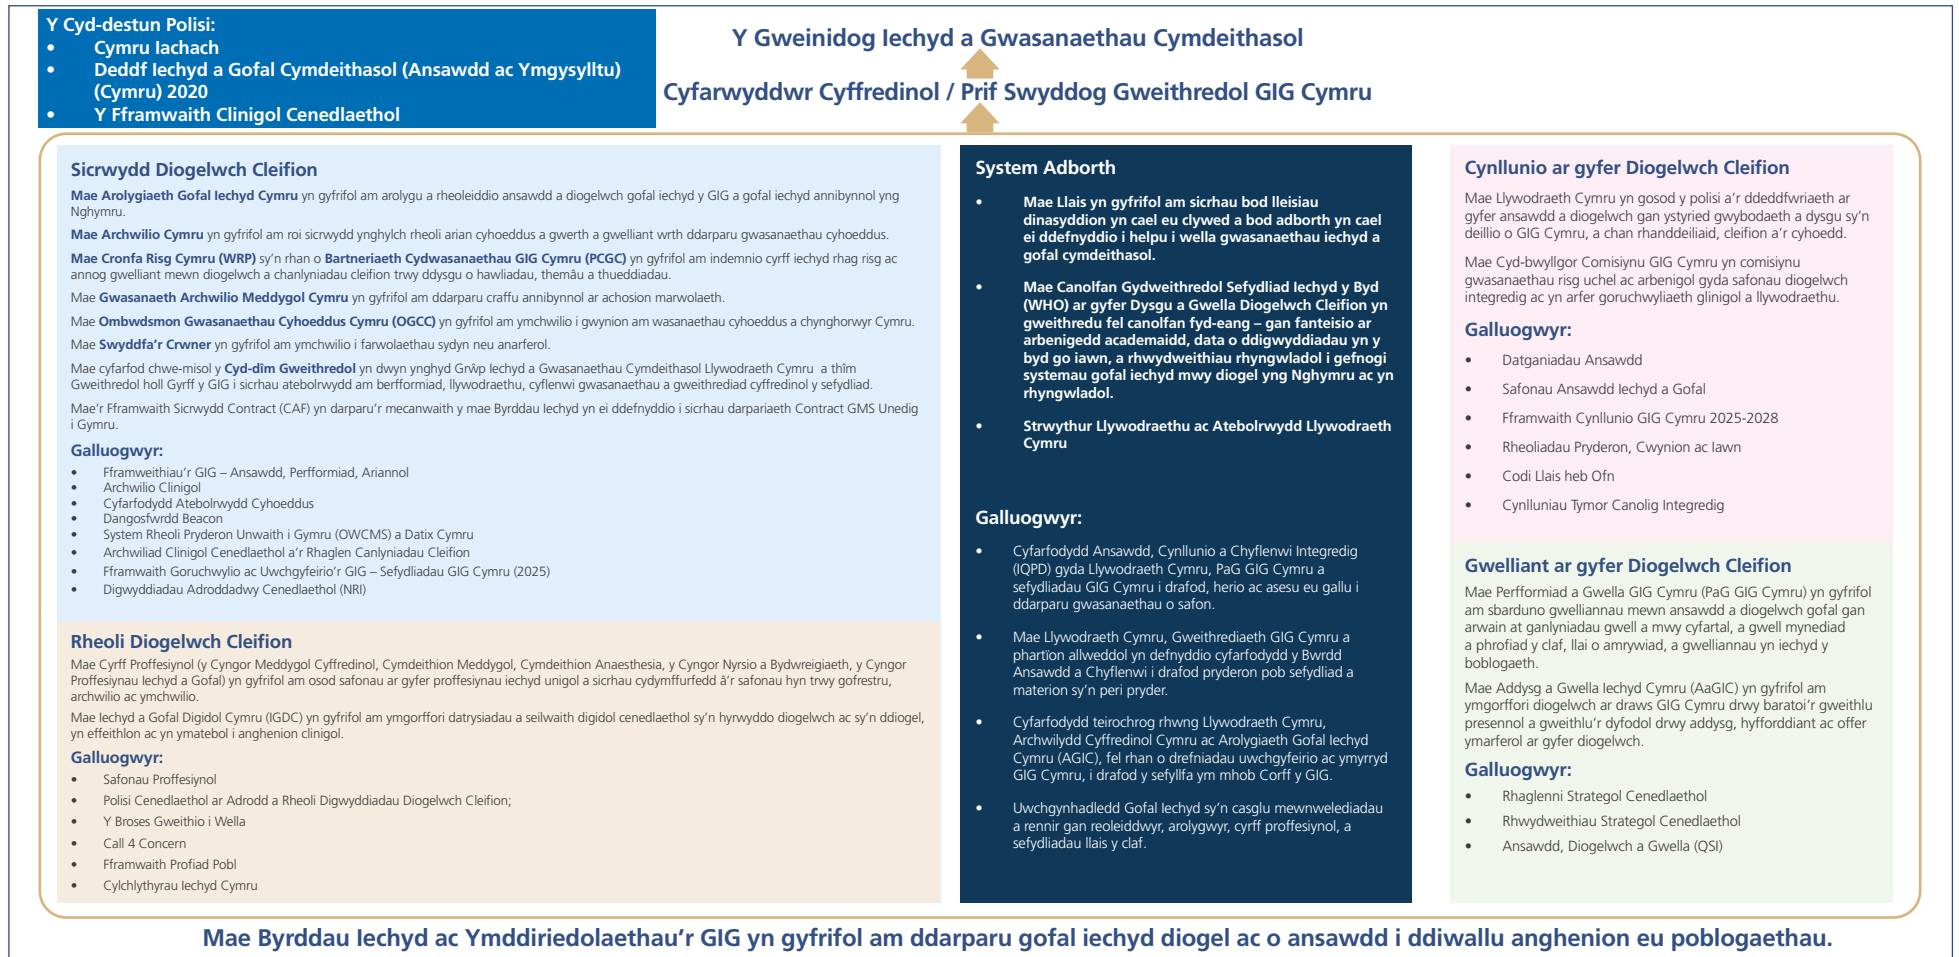 Y Cyd-destun Polisi:
• Cymru Iachach
• Deddf Iechyd a Gofal Cymdeithasol (Ansawdd ac Ymgysylltu)
(Cymru) 2020
• Y Fframwaith Clinigol Cenedlaethol
Y Gweinidog Iechyd a Gwasanaethau Cymdeithasol
Cyfarwyddwr Cyffredinol / Prif Swyddog Gweithredol GIG Cymru
Sicrwydd Diogelwch Cleifion
Mae Arolygiaeth Gofal Iechyd Cymru yn gyfrifol am arolygu a rheoleiddio ansawdd a diogelwch gofal iechyd y GIG a gofal iechyd annibynnol yng
Nghymru.
Mae Archwilio Cymru yn gyfrifol am roi sicrwydd ynghylch rheoli arian cyhoeddus a gwerth a gwelliant wrth ddarparu gwasanaethau cyhoeddus.
Mae Cronfa Risg Cymru (WRP) sy'n rhan o Bartneriaeth Cydwasanaethau GIG Cymru (PCGC) yn gyfrifol am indemnio cyrff iechyd rhag risg ac
annog gwelliant mewn diogelwch a chanlyniadau cleifion trwy ddysgu o hawliadau, themâu a thueddiadau.
Mae Gwasanaeth Archwilio Meddygol Cymru yn gyfrifol am ddarparu craffu annibynnol ar achosion marwolaeth.
Mae Ombwdsmon Gwasanaethau Cyhoeddus Cymru (OGCC) yn gyfrifol am ymchwilio i gwynion am wasanaethau cyhoeddus a chynghorwyr Cymru.
Mae Swyddfa'r Crwner yn gyfrifol am ymchwilio i farwolaethau sydyn neu anarferol.
Mae cyfarfod chwe-misol y Cyd-dîm Gweithredol yn dwyn ynghyd Grŵp Iechyd a Gwasanaethau Cymdeithasol Llywodraeth Cymru a thîm
Gweithredol holl Gyrff y GIG i sicrhau atebolrwydd am berfformiad, llywodraethu, cyflenwi gwasanaethau a gweithrediad cyffredinol y sefydliad.
Mae'r Fframwaith Sicrwydd Contract (CAF) yn darparu'r mecanwaith y mae Byrddau Iechyd yn ei ddefnyddio i sicrhau darpariaeth Contract GMS Unedig
i Gymru.
Galluogwyr:
• Fframweithiau'r GIG – Ansawdd, Perfformiad, Ariannol
• Archwilio Clinigol
• Cyfarfodydd Atebolrwydd Cyhoeddus
• Dangosfwrdd Beacon
• System Rheoli Pryderon Unwaith i Gymru (OWCMS) a Datix Cymru
• Archwiliad Clinigol Cenedlaethol a'r Rhaglen Canlyniadau Cleifion
• Fframwaith Goruchwylio ac Uwchgyfeirio'r GIG – Sefydliadau GIG Cymru (2025)
• Digwyddiadau Adroddadwy Cenedlaethol (NRI)
Rheoli Diogelwch Cleifion
Mae Cyrff Proffesiynol (y Cyngor Meddygol Cyffredinol, Cymdeithion Meddygol, Cymdeithion Anaesthesia, y Cyngor Nyrsio a Bydwreigiaeth, y Cyngor
Proffesiynau Iechyd a Gofal) yn gyfrifol am osod safonau ar gyfer proffesiynau iechyd unigol a sicrhau cydymffurfedd â'r safonau hyn trwy gofrestru,
archwilio ac ymchwilio.
Mae Iechyd a Gofal Digidol Cymru (IGDC) yn gyfrifol am ymgorffori datrysiadau a seilwaith digidol cenedlaethol sy'n hyrwyddo diogelwch ac sy'n ddiogel,
yn effeithlon ac yn ymatebol i anghenion clinigol.
Galluogwyr:
• Safonau Proffesiynol
• Polisi Cenedlaethol ar Adrodd a Rheoli Digwyddiadau Diogelwch Cleifion;
• Y Broses Gweithio i Wella
• Call 4 Concern
• Fframwaith Profiad Pobl
• Cylchlythyrau Iechyd Cymru
System Adborth
• Mae Llais yn gyfrifol am sicrhau bod lleisiau
dinasyddion yn cael eu clywed a bod adborth yn cael
ei ddefnyddio i helpu i wella gwasanaethau iechyd a
gofal cymdeithasol.
• Mae Canolfan Gydweithredol Sefydliad Iechyd y Byd
(WHO) ar gyfer Dysgu a Gwella Diogelwch Cleifion yn
gweithredu fel canolfan fyd-eang – gan fanteisio ar
arbenigedd academaidd, data o ddigwyddiadau yn y
byd go iawn, a rhwydweithiau rhyngwladol i gefnogi
systemau gofal iechyd mwy diogel yng Nghymru ac yn
rhyngwladol.
• Strwythur Llywodraethu ac Atebolrwydd Llywodraeth
Cymru
Galluogwyr:
• Cyfarfodydd Ansawdd, Cynllunio a Chyflenwi Integredig
(IQPD) gyda Llywodraeth Cymru, PaG GIG Cymru a
sefydliadau GIG Cymru i drafod, herio ac asesu eu gallu i
ddarparu gwasanaethau o safon.
• Mae Llywodraeth Cymru, Gweithrediaeth GIG Cymru a
phartïon allweddol yn defnyddio cyfarfodydd y Bwrdd
Ansawdd a Chyflenwi i drafod pryderon pob sefydliad a
materion sy'n peri pryder.
• Cyfarfodydd teirochrog rhwng Llywodraeth Cymru,
Archwilydd Cyffredinol Cymru ac Arolygiaeth Gofal Iechyd
Cymru (AGIC), fel rhan o drefniadau uwchgyfeirio ac ymyrryd
GIG Cymru, i drafod y sefyllfa ym mhob Corff y GIG.
• Uwchgynhadledd Gofal Iechyd sy'n casglu mewnwelediadau
a rennir gan reoleiddwyr, arolygwyr, cyrff proffesiynol, a
sefydliadau llais y claf.
Cynllunio ar gyfer Diogelwch Cleifion
Mae Llywodraeth Cymru yn gosod y polisi a'r ddeddfwriaeth ar
gyfer ansawdd a diogelwch gan ystyried gwybodaeth a dysgu sy'n
deillio o GIG Cymru, a chan rhanddeiliaid, cleifion a'r cyhoedd.
Mae Cyd-bwyllgor Comisiynu GIG Cymru yn comisiynu
gwasanaethau risg uchel ac arbenigol gyda safonau diogelwch
integredig ac yn arfer goruchwyliaeth glinigol a llywodraethu.
Galluogwyr:
• Datganiadau Ansawdd
• Safonau Ansawdd Iechyd a Gofal
• Fframwaith Cynllunio GIG Cymru 2025-2028
• Rheoliadau Pryderon, Cwynion ac Iawn
• Codi Llais heb Ofn
• Cynlluniau Tymor Canolig Integredig
Gwelliant ar gyfer Diogelwch Cleifion
Mae Perfformiad a Gwella GIG Cymru (PaG GIG Cymru) yn gyfrifol
am sbarduno gwelliannau mewn ansawdd a diogelwch gofal gan
arwain at ganlyniadau gwell a mwy cyfartal, a gwell mynediad
a phrofiad y claf, llai o amrywiad, a gwelliannau yn iechyd y
boblogaeth.
Mae Addysg a Gwella Iechyd Cymru (AaGIC) yn gyfrifol am
ymgorffori diogelwch ar draws GIG Cymru drwy baratoi'r gweithlu
presennol a gweithlu'r dyfodol drwy addysg, hyfforddiant ac offer
ymarferol ar gyfer diogelwch.
Galluogwyr:
• Rhaglenni Strategol Cenedlaethol
• Rhwydweithiau Strategol Cenedlaethol
• Ansawdd, Diogelwch a Gwella (QSI)
Mae Byrddau Iechyd ac Ymddiriedolaethau'r GIG yn gyfrifol am ddarparu gofal iechyd diogel ac o ansawdd i ddiwallu anghenion eu poblogaethau.